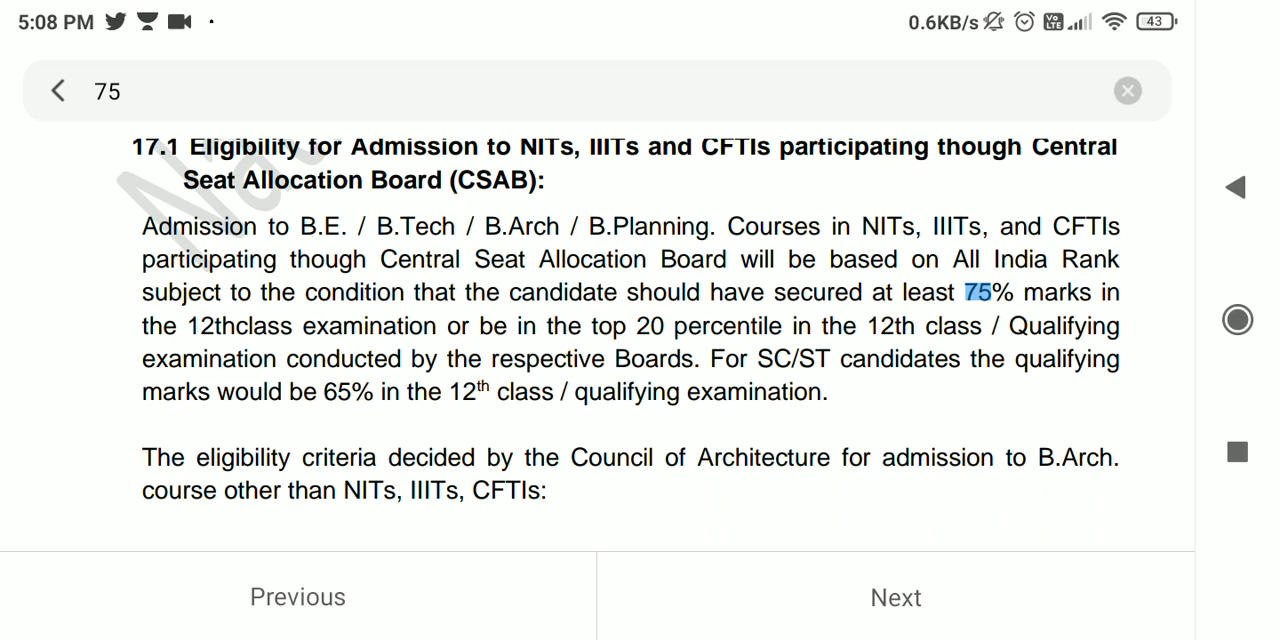 5:08 PM
0.6KB/s Vo LTE 43
75
Na
17.1 Eligibility for Admission to NITs, IIITs and CFTIs participating though Central
Seat Allocation Board (CSAB):
Admission to B.E. / B.Tech / B.Arch / B.Planning. Courses in NITs, IIITs, and CFTIs
participating though Central Seat Allocation Board will be based on All India Rank
subject to the condition that the candidate should have secured at least 75% marks in
the 12thclass examination or be in the top 20 percentile in the 12th class / Qualifying
examination conducted by the respective Boards. For SC/ST candidates the qualifying
marks would be 65% in the 12th class / qualifying examination.
The eligibility criteria decided by the Council of Architecture for admission to B.Arch.
course other than NITs, IIITs, CFTIs:
Previous
Next